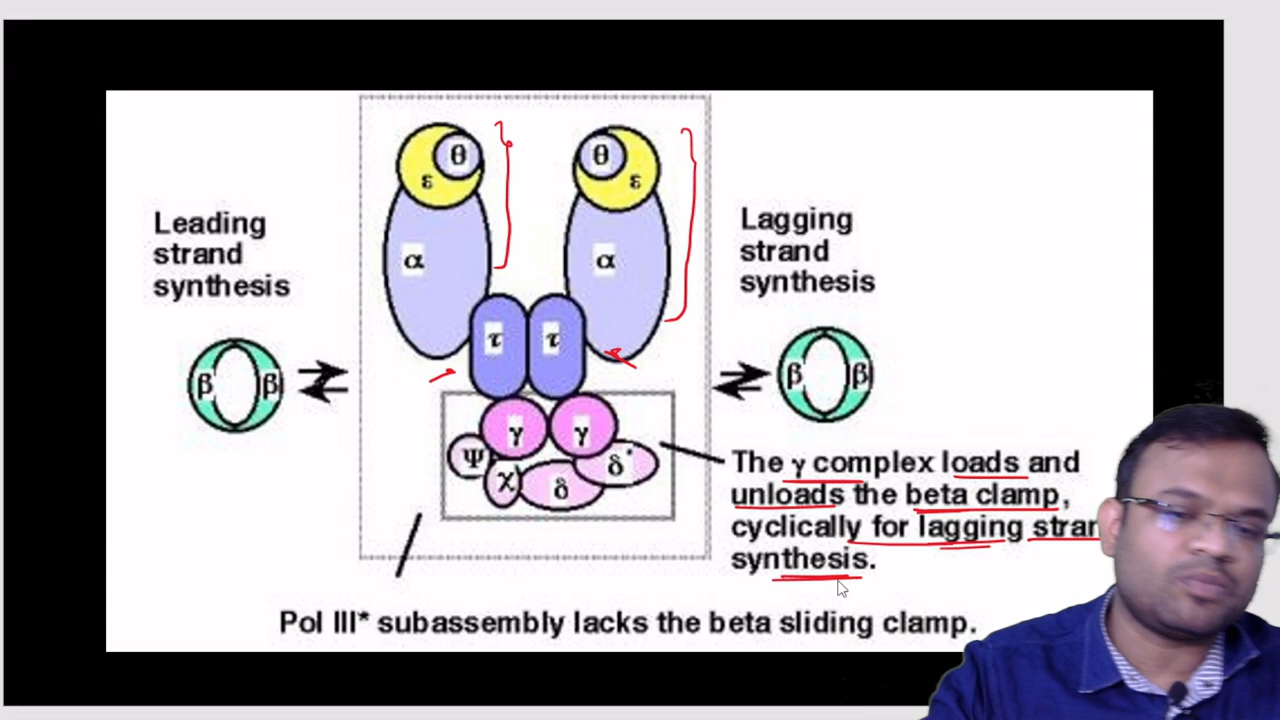 θ
ε
θ
ε
Leading
strand
synthesis
α
α
Lagging
strand
synthesis
τ
τ
β
β
β
β
γ
γ
Ψ
χ
δ
δ'
The γ complex loads and
unloads the beta clamp,
cyclically for lagging
synthesis.
Pol III* subassembly lacks the beta sliding clamp.